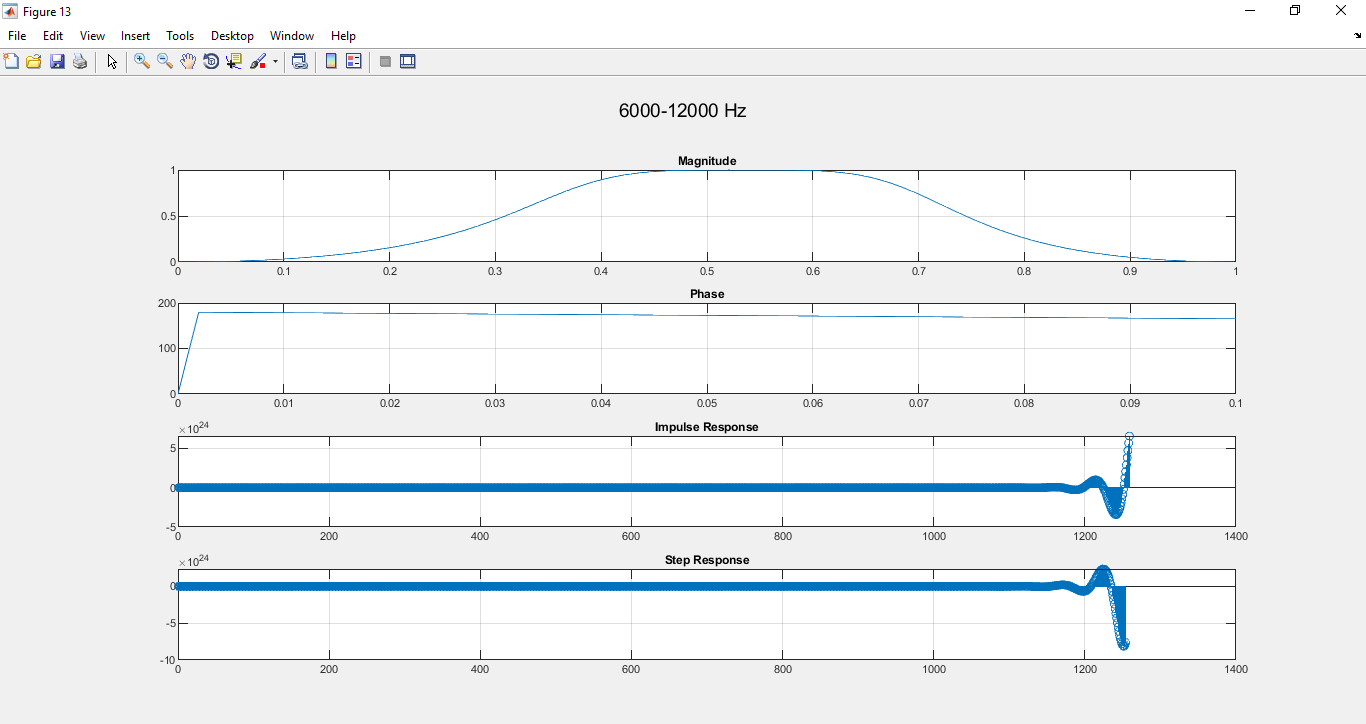 Figure 13
File Edit View Insert Tools Desktop Window Help
6000-12000 Hz
Magnitude
1
0.5
0
0 0.1 0.2 0.3 0.4 0.5 0.6 0.7 0.8 0.9 1
Phase
200
100
0
0 0.01 0.02 0.03 0.04 0.05 0.06 0.07 0.08 0.09 0.1
Impulse Response
×10^24
5
0
-5
0 200 400 600 800 1000 1200 1400
Step Response
×10^24
0
-5
-10
0 200 400 600 800 1000 1200 1400